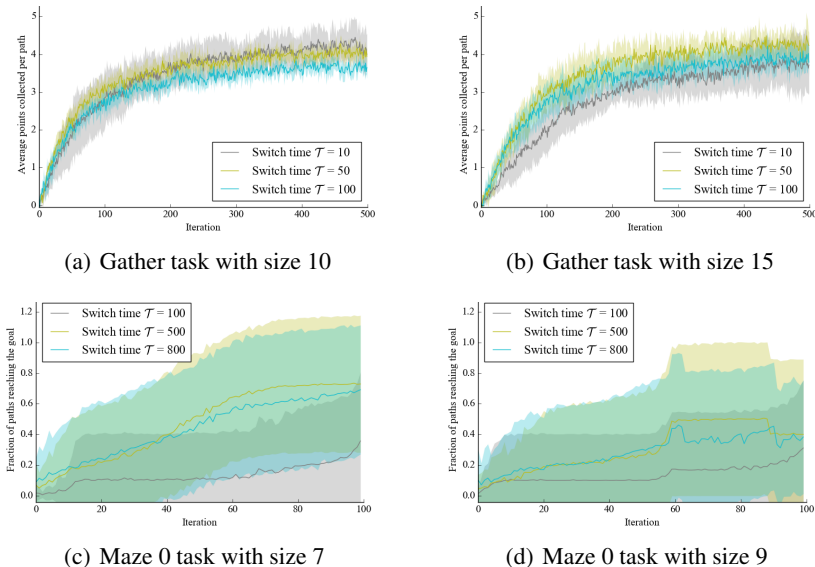 Average points collected per path
5
4
3
2
1
0
Switch time 𝒯 = 10
Switch time 𝒯 = 50
Switch time 𝒯 = 100
0 100 200 300 400 500
Iteration
(a) Gather task with size 10
Average points collected per path
5
4
3
2
1
0
Switch time 𝒯 = 10
Switch time 𝒯 = 50
Switch time 𝒯 = 100
0 100 200 300 400 500
Iteration
(b) Gather task with size 15
Fraction of paths reaching the goal
1.2
1.0
0.8
0.6
0.4
0.2
0.0
Switch time 𝒯 = 100
Switch time 𝒯 = 500
Switch time 𝒯 = 800
0 20 40 60 80 100
Iteration
(c) Maze 0 task with size 7
Fraction of paths reaching the goal
1.2
1.0
0.8
0.6
0.4
0.2
0.0
Switch time 𝒯 = 100
Switch time 𝒯 = 500
Switch time 𝒯 = 800
0 20 40 60 80 100
Iteration
(d) Maze 0 task with size 9